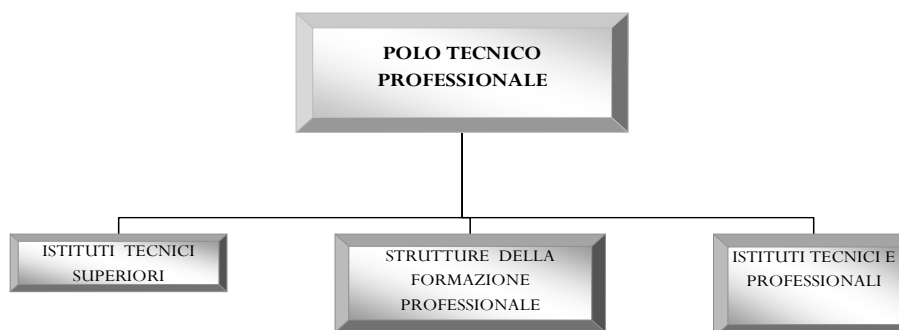 POLO TECNICO
PROFESSIONALE
ISTITUTI TECNICI
SUPERIORI
STRUTTURE DELLA
FORMAZIONE
PROFESSIONALE
ISTITUTI TECNICI E
PROFESSIONALI